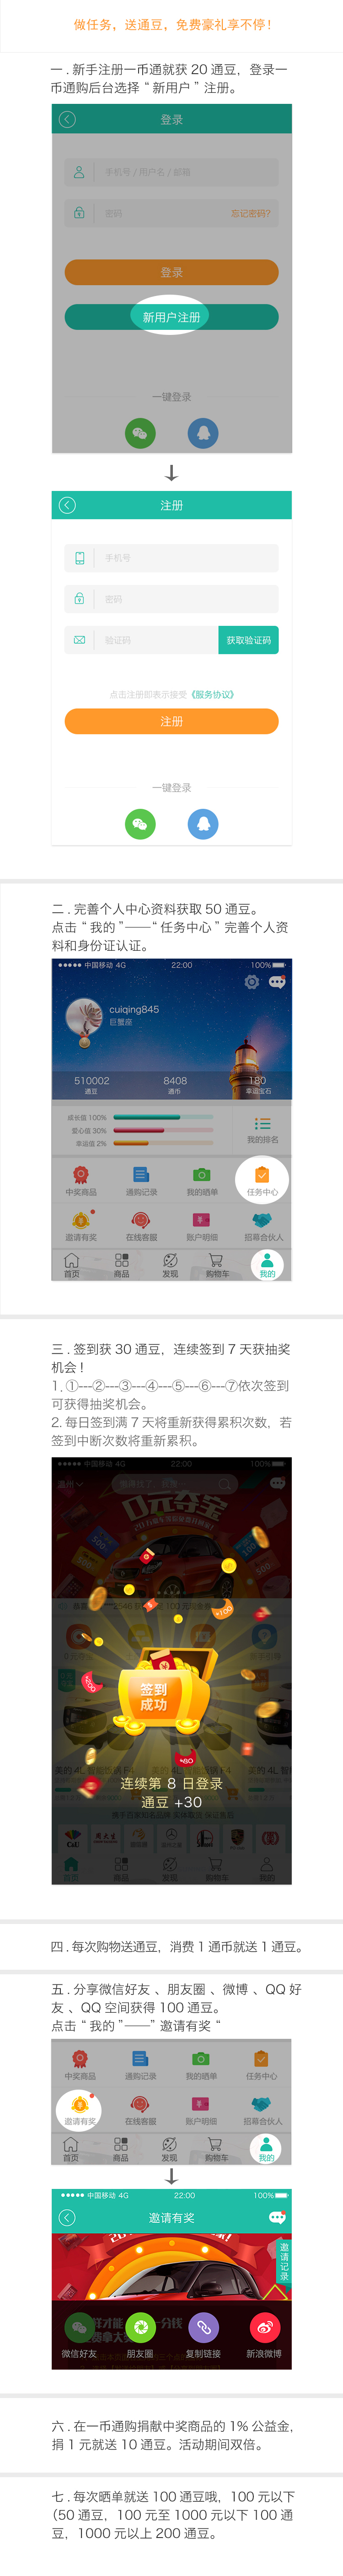 做任务，送通豆，免费豪礼享不停！
一 . 新手注册一币通就获 20 通豆，登录一
币通购后台选择 “ 新用户 ” 注册。
登录
手机号 / 用户名 / 邮箱
密码
忘记密码?
登录
新用户注册
一键登录
注册
手机号
密码
验证码
获取验证码
点击注册即表示接受《服务协议》
注册
一键登录
二 . 完善个人中心资料获取 50 通豆。
点击 “ 我的 ”——“ 任务中心 ” 完善个人资
料和身份证认证。
中国移动 4G 22:00 100%
cuiqing845
巨蟹座
510002 8408 180
通豆 通币 幸运宝石
成长值 100%
爱心值 30%
幸运值 2%
我的排名
中奖商品 通购记录 我的晒单 任务中心
邀请有奖 在线客服 账户明细 招募合伙人
首页 商品 发现 购物车 我的
三 . 签到获 30 通豆，连续签到 7 天获抽奖
机会！
1. ①---②---③---④---⑤---⑥---⑦依次签到
可获得抽奖机会。
2. 每日签到满 7 天将重新获得累积次数，若
签到中断次数将重新累积。
中国移动 4G 22:00 100%
温州
0元夺宝
签到
成功
连续第 8 日登录
通豆 +30
首页 商品 发现 购物车 我的
四 . 每次购物送通豆，消费 1 通币就送 1 通豆。
五 . 分享微信好友 、朋友圈 、微博 、QQ 好
友 、QQ 空间获得 100 通豆。
点击 “ 我的 ”——” 邀请有奖 “
中奖商品 通购记录 我的晒单 任务中心
邀请有奖 在线客服 账户明细 招募合伙人
首页 商品 发现 购物车 我的
中国移动 4G 22:00 100%
邀请有奖
邀请记录
微信好友 朋友圈 复制链接 新浪微博
六 . 在一币通购捐献中奖商品的 1% 公益金，
捐 1 元就送 10 通豆。活动期间双倍。
七 . 每次晒单就送 100 通豆哦，100 元以下
(50 通豆，100 元至 1000 元以下 100 通
豆，1000 元以上 200 通豆。